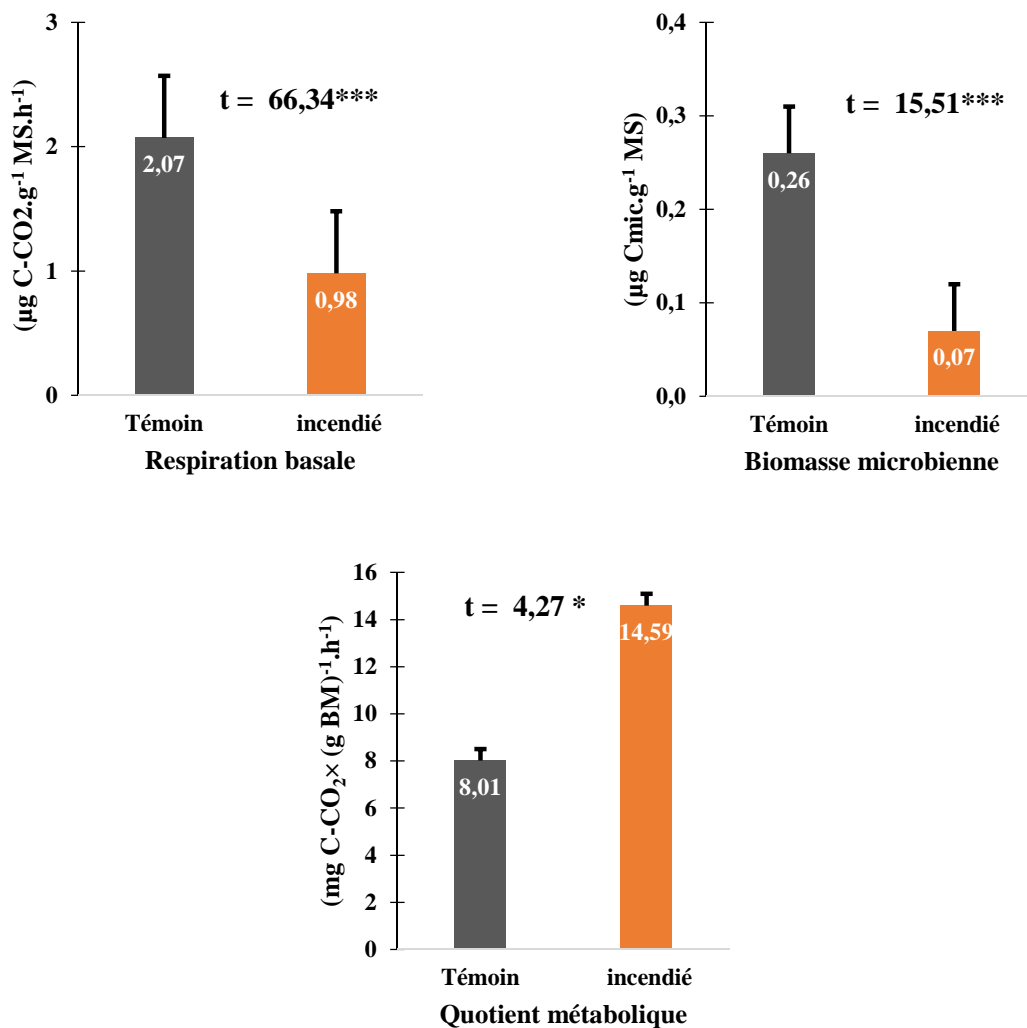 3
2
1
0
(µg C-CO2.g⁻¹ MS.h⁻¹)
t = 66,34***
2,07
0,98
Témoin incendié
Respiration basale
0,4
0,3
0,2
0,1
0,0
(µg Cmic.g⁻¹ MS)
t = 15,51***
0,26
0,07
Témoin incendié
Biomasse microbienne
16
14
12
10
8
6
4
2
0
(mg C-CO₂× (g BM)⁻¹.h⁻¹)
t = 4,27 *
8,01
14,59
Témoin incendié
Quotient métabolique